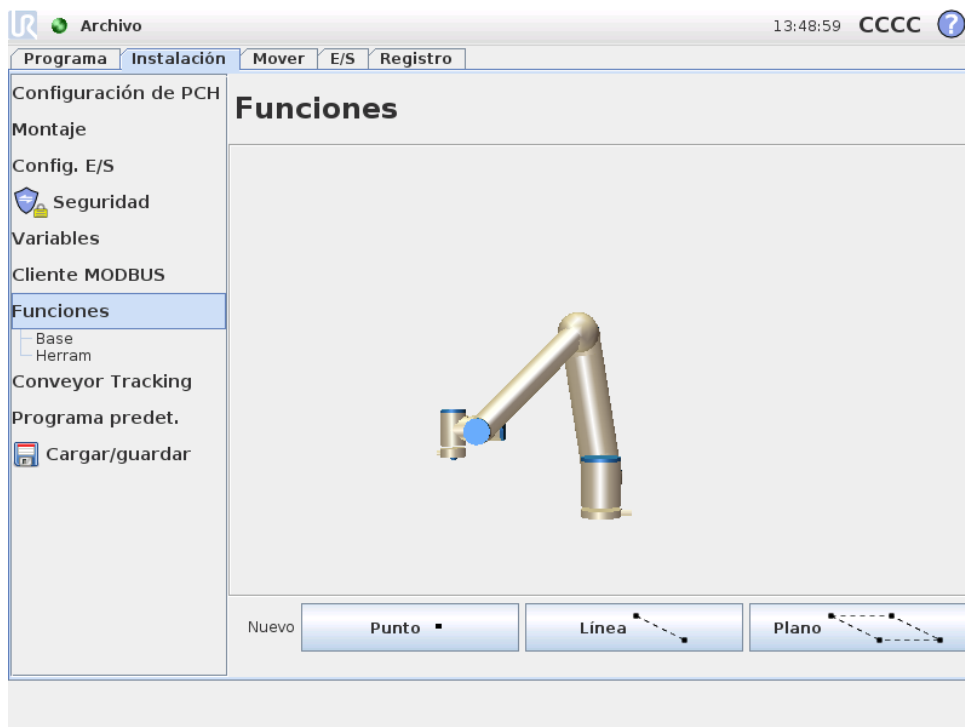 UR Archivo 13:48:59 CCCC ?
Programa Instalación Mover E/S Registro
Configuración de PCH
Montaje
Config. E/S
Seguridad
Variables
Cliente MODBUS
Funciones
Base
Herram
Conveyor Tracking
Programa predet.
Cargar/guardar
Funciones
Nuevo Punto Línea Plano